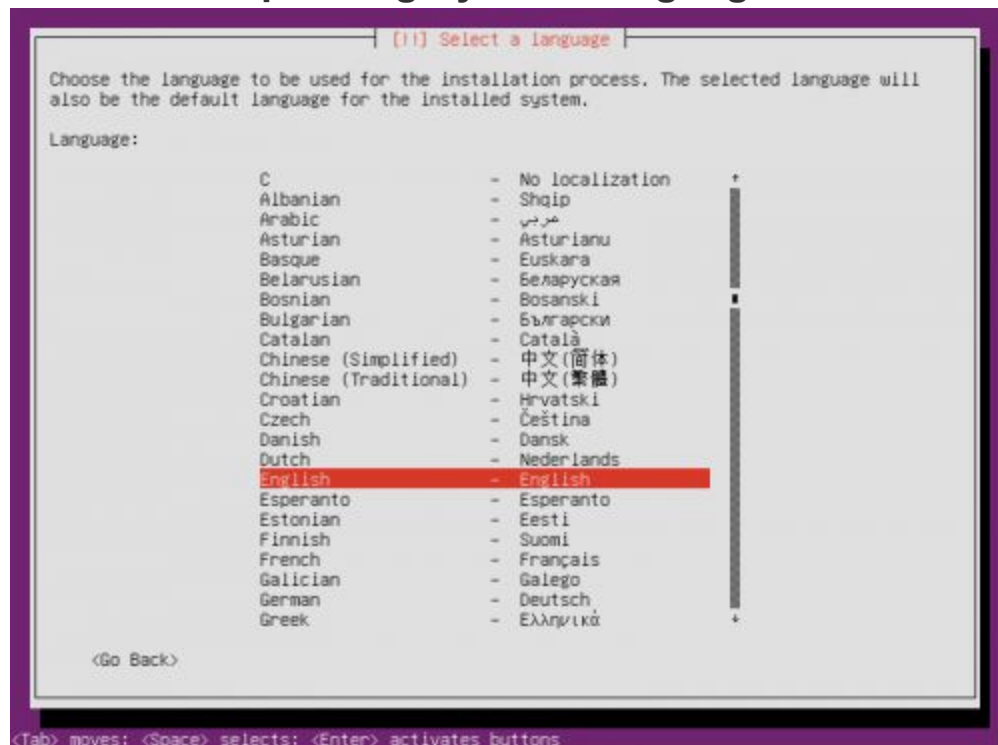 [!!] Select a language
Choose the language to be used for the installation process. The selected language will
also be the default language for the installed system.
Language:
C - No localization
Albanian - Shqip
Arabic - عربي
Asturian - Asturianu
Basque - Euskara
Belarusian - Беларуская
Bosnian - Bosanski
Bulgarian - Български
Catalan - Català
Chinese (Simplified) - 中文(简体)
Chinese (Traditional) - 中文(繁體)
Croatian - Hrvatski
Czech - Čeština
Danish - Dansk
Dutch - Nederlands
English - English
Esperanto - Esperanto
Estonian - Eesti
Finnish - Suomi
French - Français
Galician - Galego
German - Deutsch
Greek - Ελληνικά
<Go Back>
<Tab> moves; <Space> selects; <Enter> activates buttons